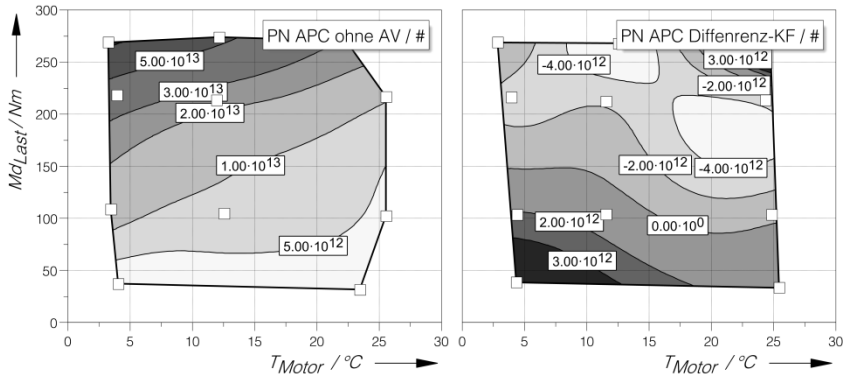 PN APC ohne AV / #
PN APC Diffenrenz-KF / #
Md_Last / Nm
300
250
200
150
100
50
0
5.00·10^13
3.00·10^13
2.00·10^13
1.00·10^13
5.00·10^12
-4.00·10^12
3.00·10^12
-2.00·10^12
-2.00·10^12
-4.00·10^12
2.00·10^12
0.00·10^0
3.00·10^12
0 5 10 15 20 25 30
0 5 10 15 20 25 30
T_Motor / °C
T_Motor / °C